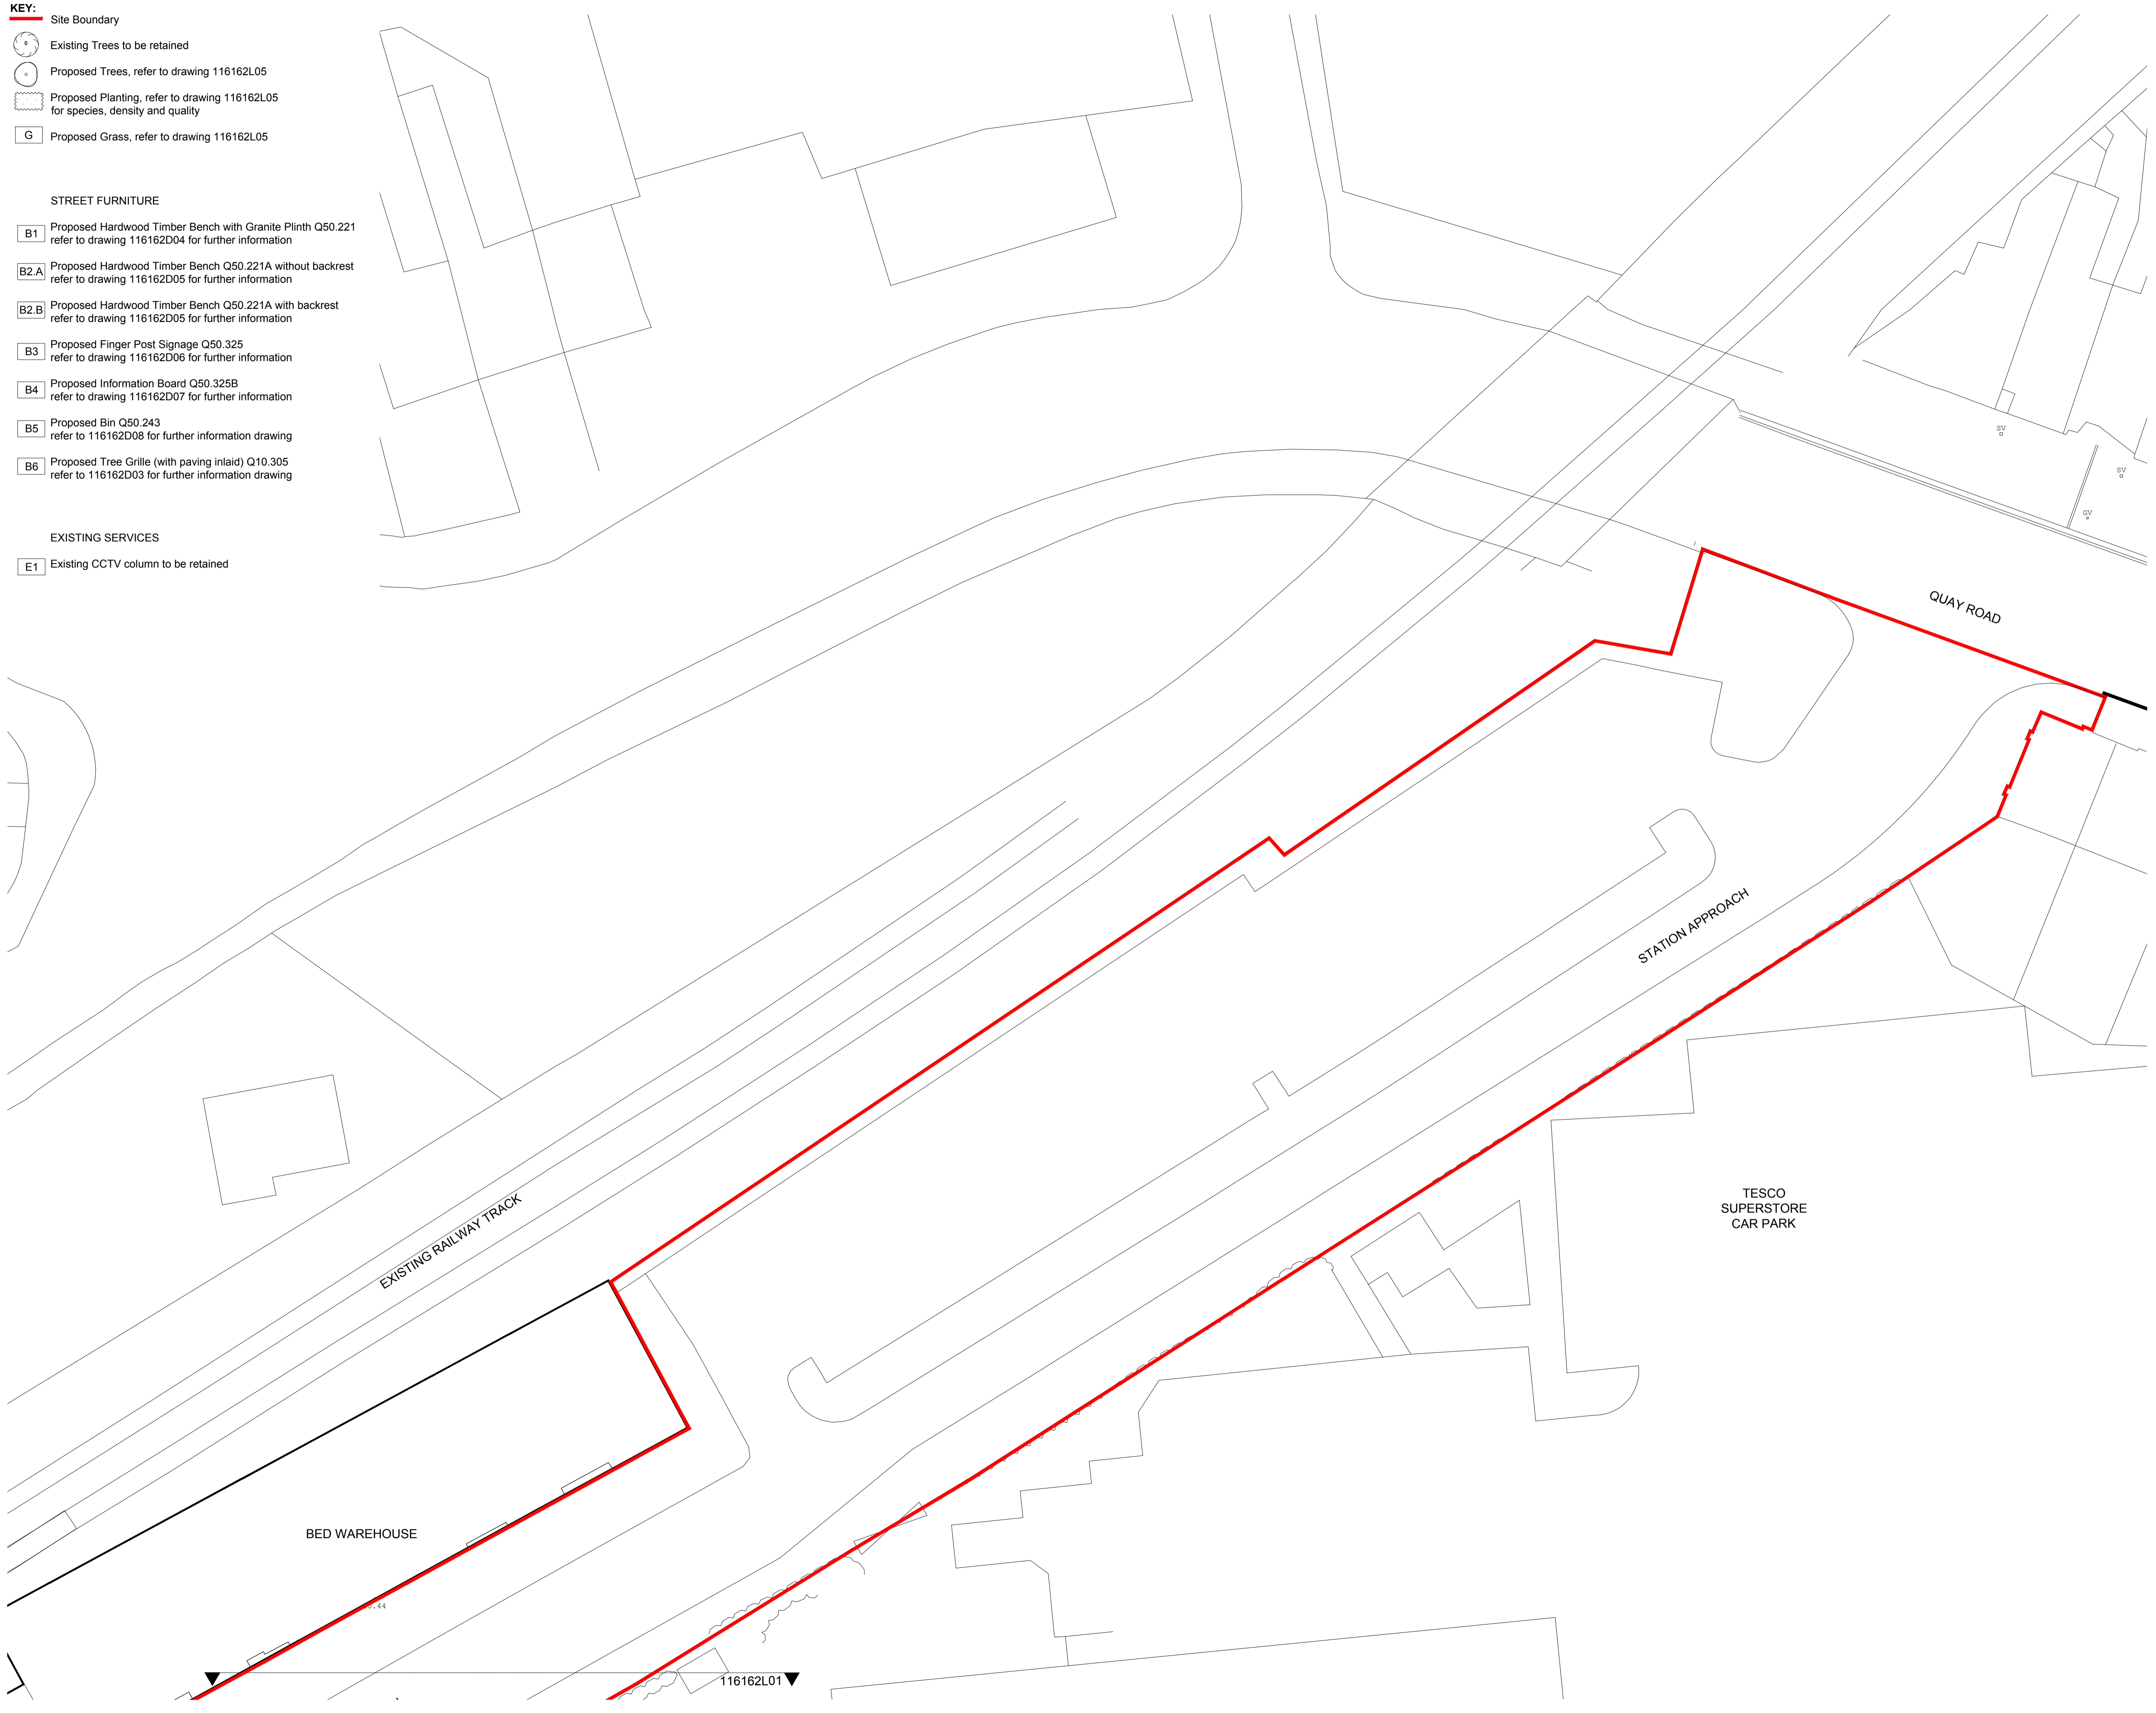 KEY:
Site Boundary
Existing Trees to be retained
Proposed Trees, refer to drawing 116162L05
Proposed Planting, refer to drawing 116162L05
for species, density and quality
G
Proposed Grass, refer to drawing 116162L05
STREET FURNITURE
B1
Proposed Hardwood Timber Bench with Granite Plinth Q50.221
refer to drawing 116162D04 for further information
B2.A
Proposed Hardwood Timber Bench Q50.221A without backrest
refer to drawing 116162D05 for further information
B2.B
Proposed Hardwood Timber Bench Q50.221A with backrest
refer to drawing 116162D05 for further information
B3
Proposed Finger Post Signage Q50.325
refer to drawing 116162D06 for further information
B4
Proposed Information Board Q50.325B
refer to drawing 116162D07 for further information
B5
Proposed Bin Q50.243
refer to 116162D08 for further information drawing
B6
Proposed Tree Grille (with paving inlaid) Q10.305
refer to 116162D03 for further information drawing
EXISTING SERVICES
E1
Existing CCTV column to be retained
SV
SV
GV
QUAY ROAD
STATION APPROACH
TESCO
SUPERSTORE
CAR PARK
EXISTING RAILWAY TRACK
BED WAREHOUSE
116162L01